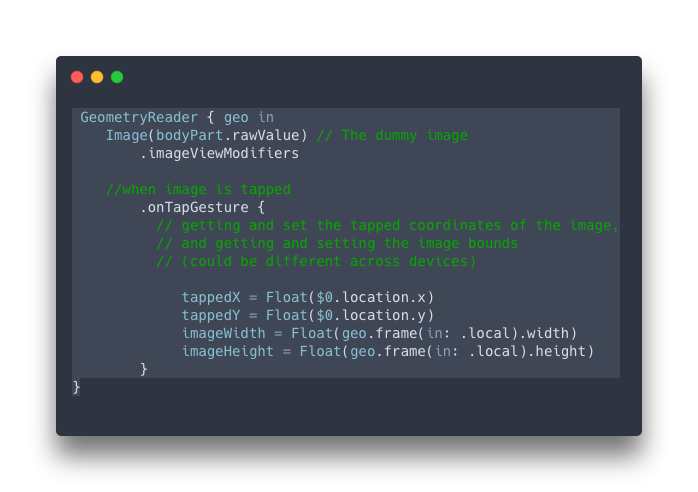 GeometryReader { geo in
Image(bodyPart.rawValue) // The dummy image
.imageViewModifiers
//when image is tapped
.onTapGesture {
// getting and set the tapped coordinates of the image,
// and getting and setting the image bounds
// (could be different across devices)
tappedX = Float($0.location.x)
tappedY = Float($0.location.y)
imageWidth = Float(geo.frame(in: .local).width)
imageHeight = Float(geo.frame(in: .local).height)
}
}